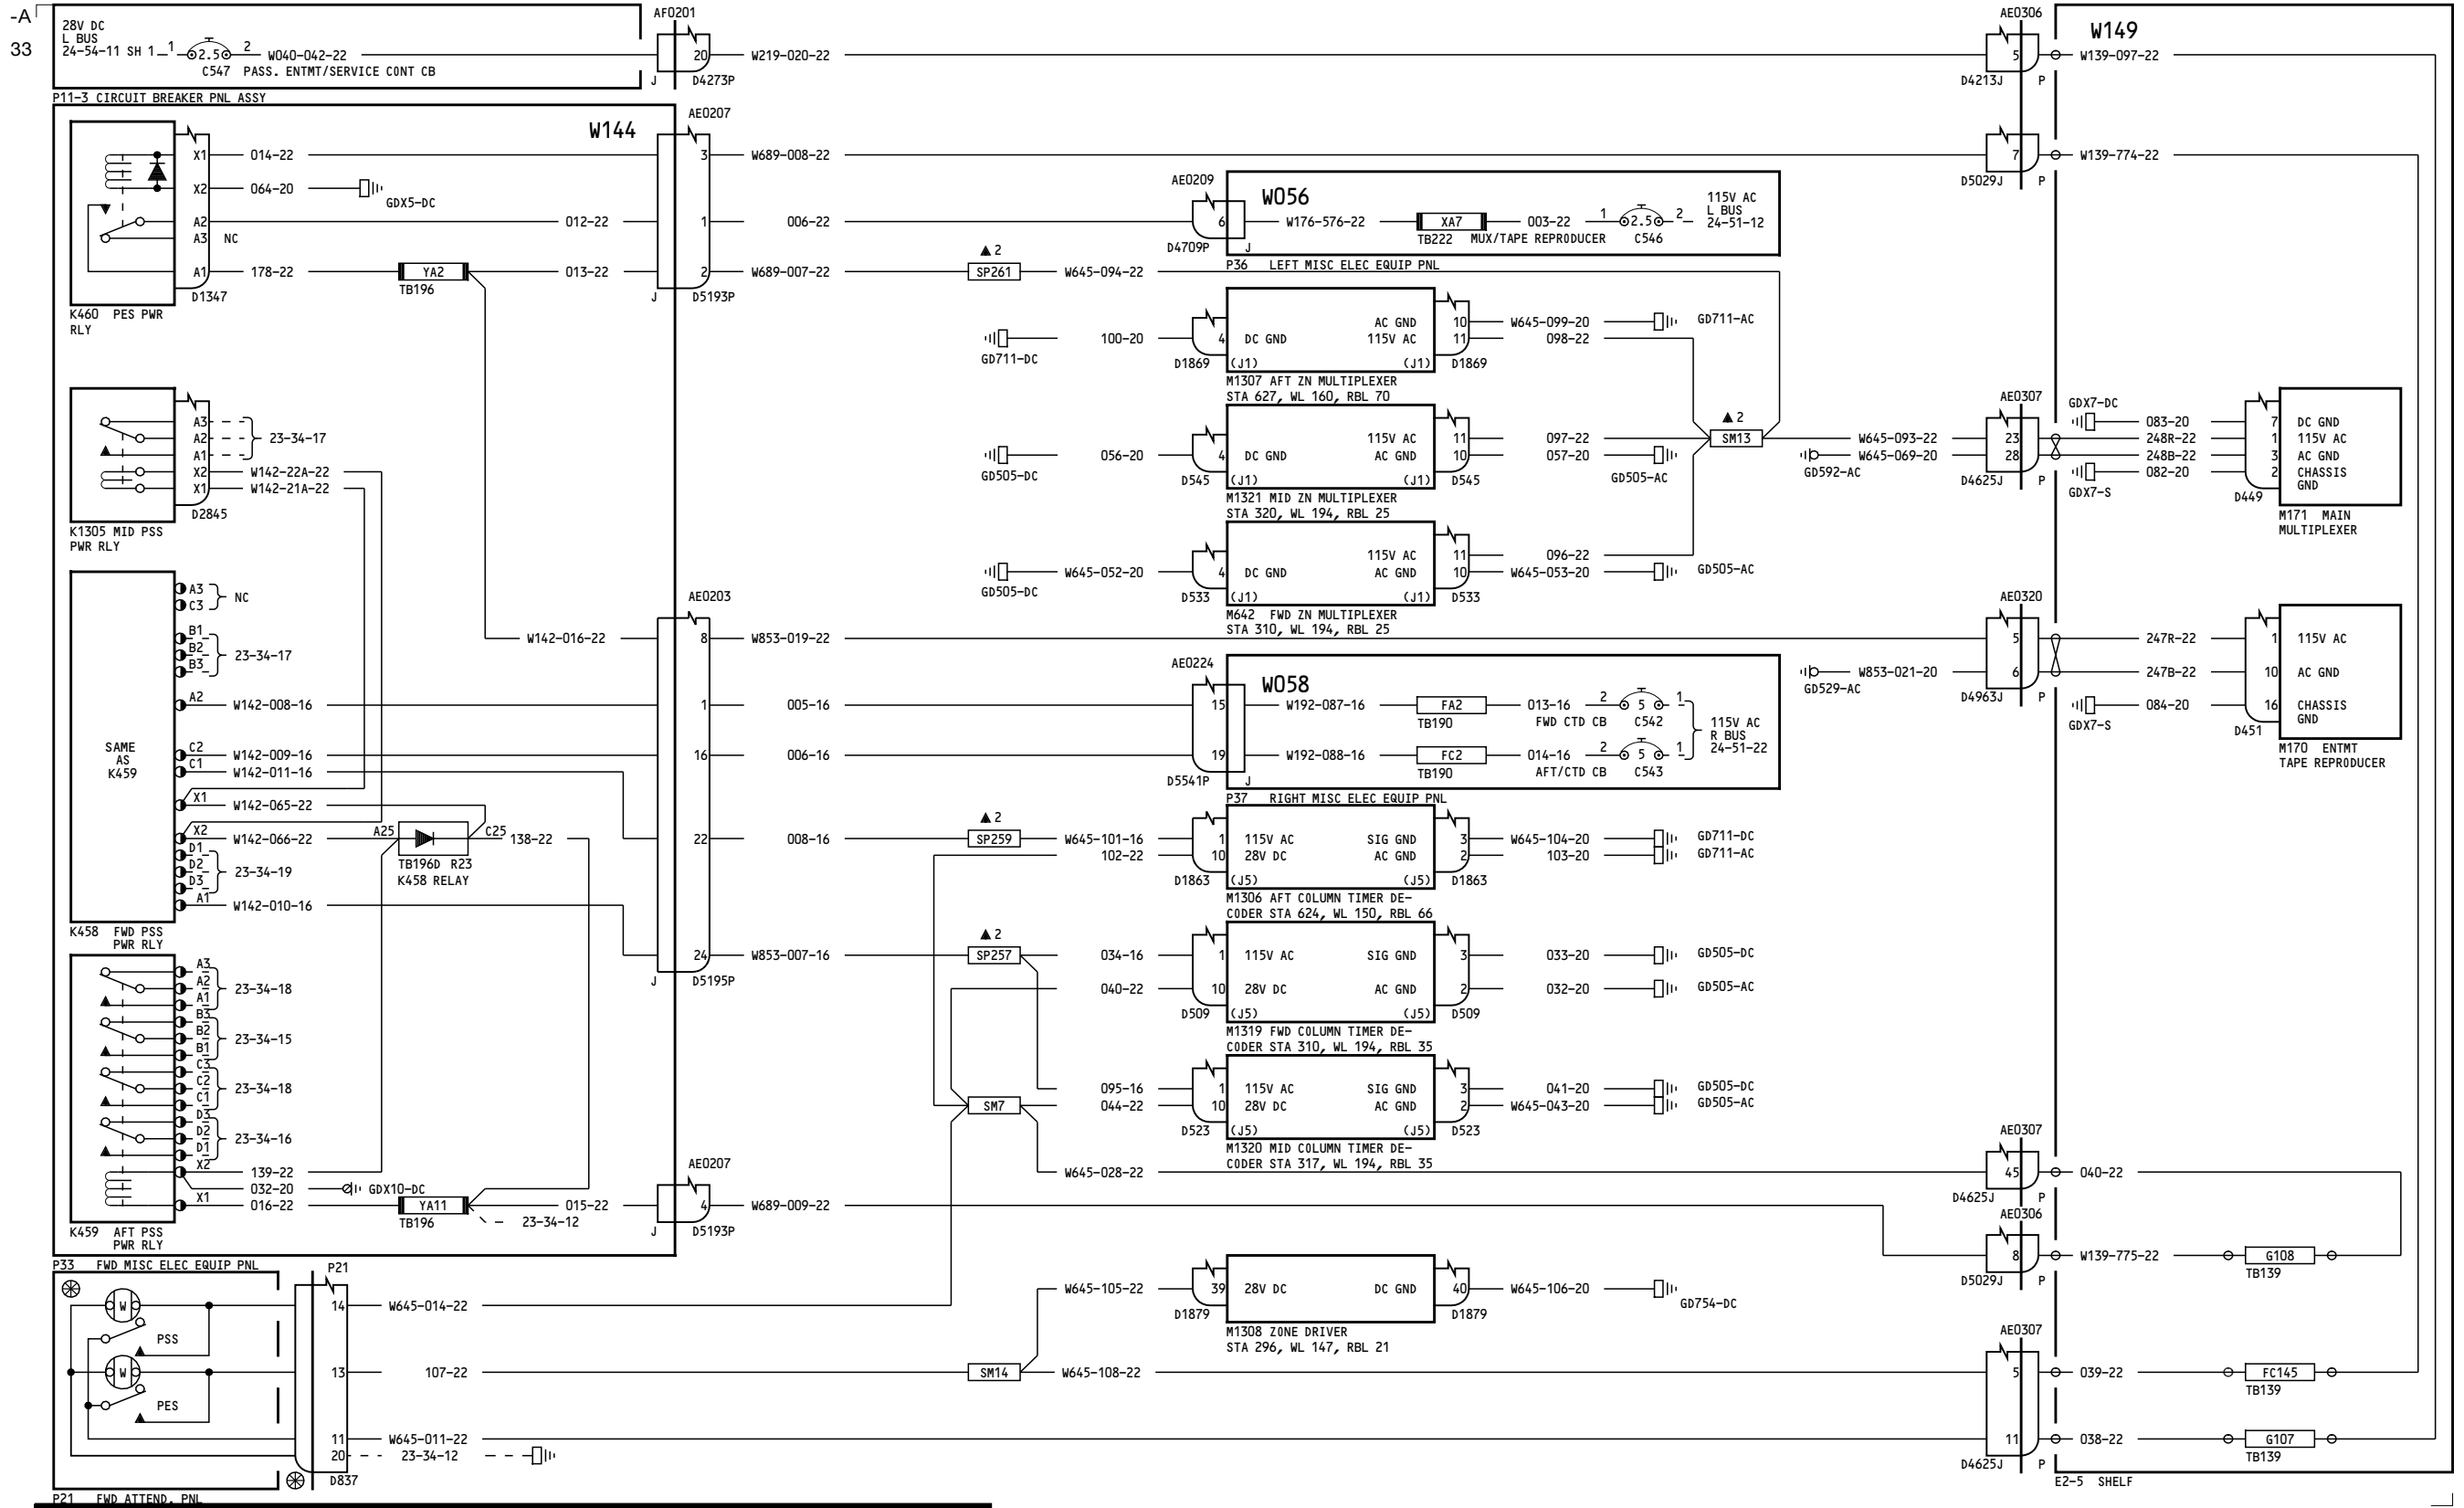 -A
33
28V DC
L BUS
24-54-11 SH 1
1
2.5
2
W040-042-22
C547 PASS. ENTMT/SERVICE CONT CB
P11-3 CIRCUIT BREAKER PNL ASSY
AF0201
20
W219-020-22
J
D4273P
AE0306
5
D4213J
P
W149
W139-097-22
W144
AE0207
X1
014-22
3
W689-008-22
7
W139-774-22
D5029J
P
X2
064-20
GDX5-DC
A2
012-22
1
006-22
A3
NC
A1
178-22
YA2
TB196
013-22
2
W689-007-22
D1347
J
D5193P
K460 PES PWR
RLY
AE0209
6
D4709P
J
W056
W176-576-22
XA7
TB222
003-22
MUX/TAPE REPRODUCER
1
2.5
2
C546
115V AC
L BUS
24-51-12
P36 LEFT MISC ELEC EQUIP PNL
▲ 2
SP261
W645-094-22
GD711-DC
100-20
4
DC GND
AC GND
115V AC
10
11
W645-099-20
098-22
GD711-AC
D1869
(J1)
(J1)
D1869
M1307 AFT ZN MULTIPLEXER
STA 627, WL 160, RBL 70
GD505-DC
056-20
4
DC GND
115V AC
AC GND
11
10
097-22
057-20
GD505-AC
D545
(J1)
(J1)
D545
M1321 MID ZN MULTIPLEXER
STA 320, WL 194, RBL 25
▲ 2
SM13
GD505-DC
W645-052-20
4
DC GND
115V AC
AC GND
11
10
096-22
W645-053-20
GD505-AC
D533
(J1)
(J1)
D533
M642 FWD ZN MULTIPLEXER
STA 310, WL 194, RBL 25
AE0307
W645-093-22
W645-069-20
GD592-AC
23
28
D4625J
P
GDX7-DC
083-20
248R-22
248B-22
082-20
GDX7-S
7
1
3
2
DC GND
115V AC
AC GND
CHASSIS
GND
D449
M171 MAIN
MULTIPLEXER
A3
A2
A1
23-34-17
X2
W142-22A-22
X1
W142-21A-22
D2845
K1305 MID PSS
PWR RLY
A3
C3
NC
B1
B2
B3
23-34-17
A2
W142-008-16
SAME
AS
K459
C2
W142-009-16
C1
W142-011-16
X1
W142-065-22
X2
W142-066-22
D1
D2
D3
23-34-19
A1
W142-010-16
K458 FWD PSS
PWR RLY
A25
C25
138-22
TB196D R23
K458 RELAY
W142-016-22
AE0203
8
W853-019-22
1
005-16
16
006-16
22
008-16
24
W853-007-16
J
D5195P
AE0320
5
6
GD529-AC
W853-021-20
D4963J
P
247R-22
247B-22
084-20
GDX7-S
1
10
16
115V AC
AC GND
CHASSIS
GND
D451
M170 ENTMT
TAPE REPRODUCER
AE0224
15
19
D5541P
J
W058
W192-087-16
FA2
TB190
013-16
FWD CTD CB
2
5
1
C542
W192-088-16
FC2
TB190
014-16
AFT/CTD CB
2
5
1
C543
115V AC
R BUS
24-51-22
P37 RIGHT MISC ELEC EQUIP PNL
▲ 2
SP259
W645-101-16
102-22
1
10
115V AC
28V DC
SIG GND
AC GND
3
2
W645-104-20
103-20
GD711-DC
GD711-AC
D1863
(J5)
(J5)
D1863
M1306 AFT COLUMN TIMER DE-
CODER STA 624, WL 150, RBL 66
▲ 2
SP257
034-16
040-22
1
10
115V AC
28V DC
SIG GND
AC GND
3
2
033-20
032-20
GD505-DC
GD505-AC
D509
(J5)
(J5)
D509
M1319 FWD COLUMN TIMER DE-
CODER STA 310, WL 194, RBL 35
SM7
095-16
044-22
1
10
115V AC
28V DC
SIG GND
AC GND
3
2
041-20
W645-043-20
GD505-DC
GD505-AC
D523
(J5)
(J5)
D523
M1320 MID COLUMN TIMER DE-
CODER STA 317, WL 194, RBL 35
W645-028-22
A3
A2
A1
23-34-18
B3
B2
B1
23-34-15
C3
C2
C1
23-34-18
D3
D2
D1
23-34-16
X2
139-22
032-20
GDX10-DC
X1
016-22
YA11
TB196
23-34-12
015-22
K459 AFT PSS
PWR RLY
P33 FWD MISC ELEC EQUIP PNL
AE0207
4
W689-009-22
J
D5193P
AE0307
45
D4625J
P
040-22
AE0306
8
D5029J
P
W139-775-22
G108
TB139
P21
W
14
W645-014-22
PSS
W
13
107-22
PES
11
W645-011-22
20
23-34-12
D837
P21 FWD ATTEND. PNL
SM14
W645-105-22
39
28V DC
DC GND
40
W645-106-20
GD754-DC
D1879
D1879
M1308 ZONE DRIVER
STA 296, WL 147, RBL 21
W645-108-22
AE0307
5
11
D4625J
P
039-22
FC145
TB139
038-22
G107
TB139
E2-5 SHELF